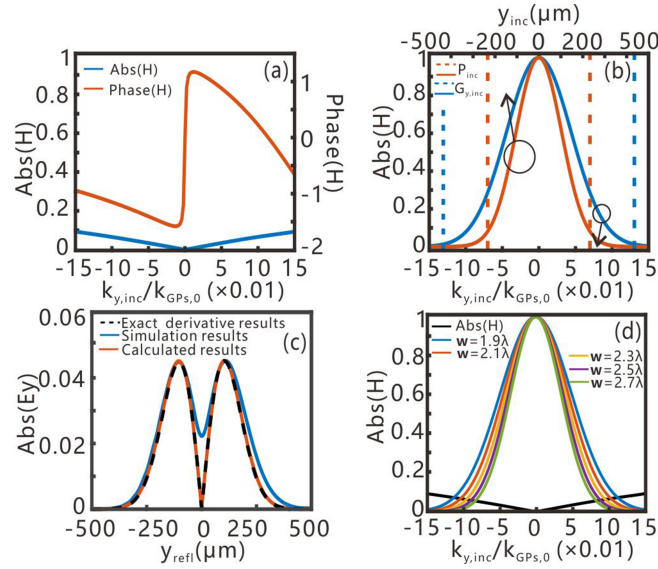 (a)
Abs(H)
Phase(H)
1
0.8
0.6
0.4
0.2
0
Abs(H)
1
0
-1
-2
Phase(H)
-15 -10 -5 0 5 10 15
k_y,inc/k_GPs,0 (×0.01)
y_inc(μm)
-500 -200 0 200 500
(b)
P_inc
G_y,inc
1
0.8
0.6
0.4
0.2
0
Abs(H)
-15 -10 -5 0 5 10 15
k_y,inc/k_GPs,0 (×0.01)
(c)
Exact derivative results
Simulation results
Calculated results
0.06
0.04
0.02
0
Abs(Ey)
-500 -250 0 250 500
y_refl(μm)
(d)
Abs(H)
w=1.9λ
w=2.1λ
w=2.3λ
w=2.5λ
w=2.7λ
1
0.8
0.6
0.4
0.2
Abs(H)
-15 -10 -5 0 5 10 15
k_y,inc/k_GPs,0 (×0.01)